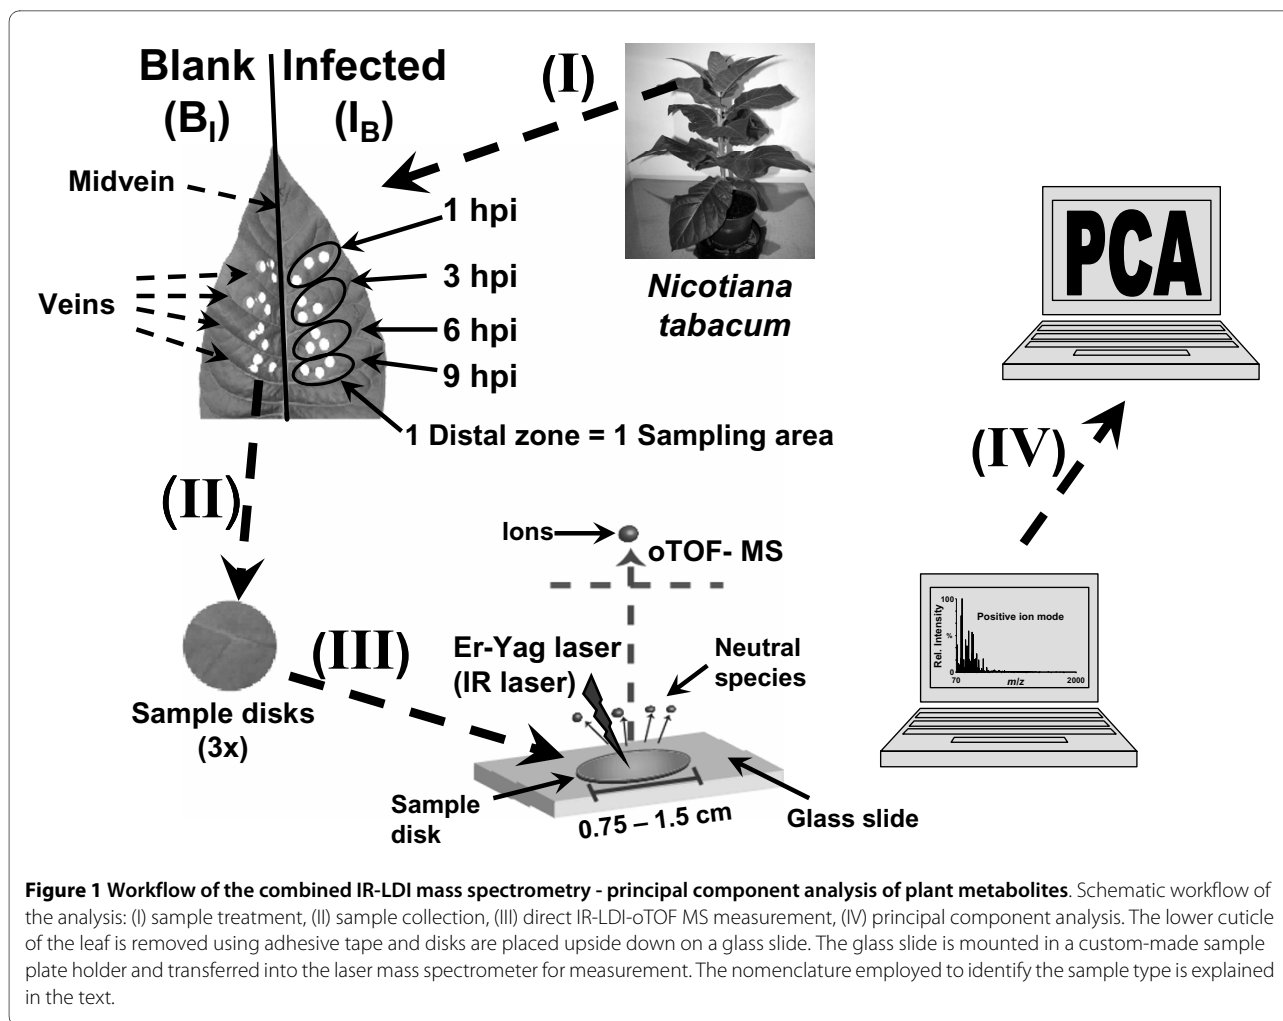 Blank Infected
(BI) (IB)
(I)
Midvein
1 hpi
3 hpi
Veins
6 hpi
9 hpi
1 Distal zone = 1 Sampling area
Nicotiana
tabacum
PCA
(IV)
(II)
Ions
oTOF- MS
(III)
Er-Yag laser
(IR laser)
Neutral
species
Sample disks
(3x)
Sample
disk
0.75 – 1.5 cm
Glass slide
100
Positive ion mode
Rel. Intensity
%
0
70
m/z
2000
Figure 1 Workflow of the combined IR-LDI mass spectrometry - principal component analysis of plant metabolites. Schematic workflow of
the analysis: (I) sample treatment, (II) sample collection, (III) direct IR-LDI-oTOF MS measurement, (IV) principal component analysis. The lower cuticle
of the leaf is removed using adhesive tape and disks are placed upside down on a glass slide. The glass slide is mounted in a custom-made sample
plate holder and transferred into the laser mass spectrometer for measurement. The nomenclature employed to identify the sample type is explained
in the text.